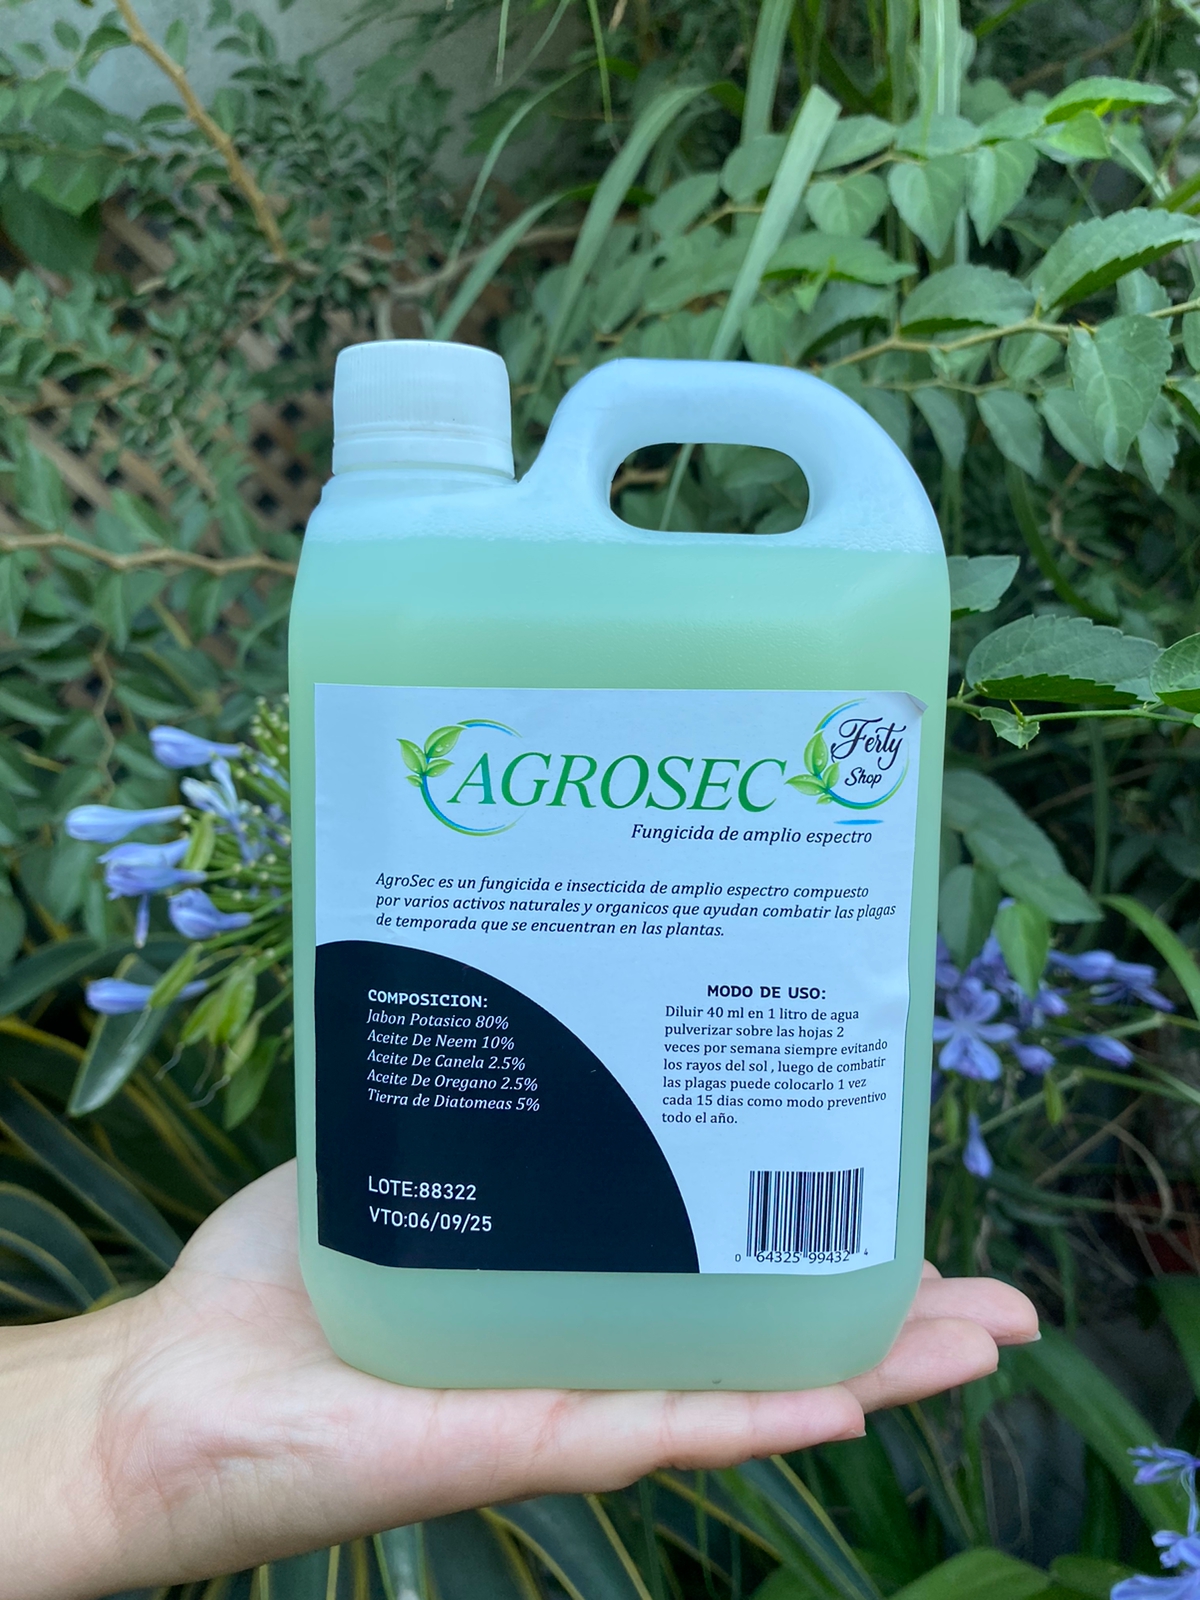 AGROSEC
Ferty
Shop
Fungicida de amplio espectro
AgroSec es un fungicida e insecticida de amplio espectro compuesto
por varios activos naturales y organicos que ayudan combatir las plagas
de temporada que se encuentran en las plantas.
COMPOSICION:
Jabon Potasico 80%
Aceite De Neem 10%
Aceite De Canela 2.5%
Aceite De Oregano 2.5%
Tierra de Diatomeas 5%
LOTE:88322
VTO:06/09/25
MODO DE USO:
Diluir 40 ml en 1 litro de agua
pulverizar sobre las hojas 2
veces por semana siempre evitando
los rayos del sol , luego de combatir
las plagas puede colocarlo 1 vez
cada 15 dias como modo preventivo
todo el año.
0 64325 99432 4